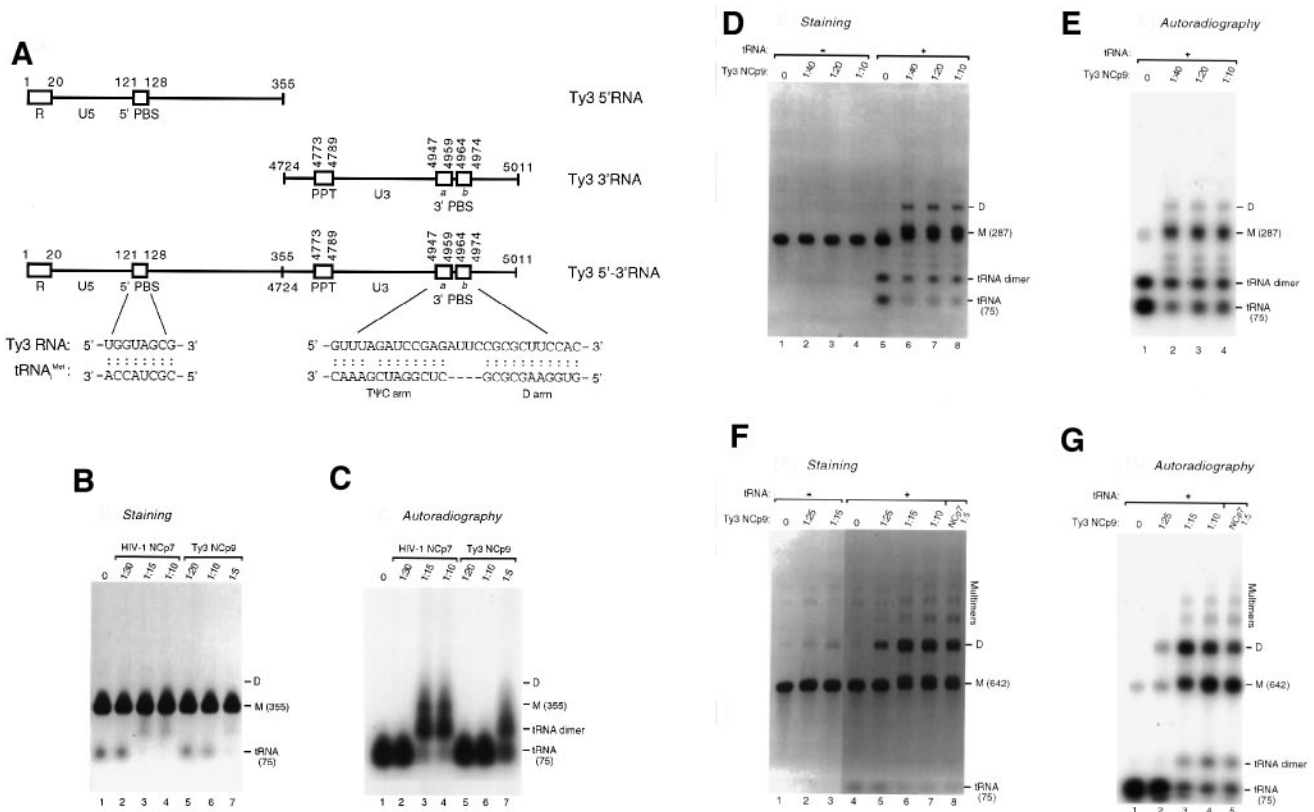 A
1 20 121 128 355
R U5 5' PBS
Ty3 5'RNA
4724 4773 4789 4947 4959 4964 4974 5011
PPT U3 a b
3' PBS
Ty3 3'RNA
1 20 121 128 355 4773 4789 4947 4959 4964 4974 5011
R U5 5' PBS 4724 PPT U3 a b
3' PBS
Ty3 5'-3'RNA
Ty3 RNA: 5' -UGGUAGCG- 3' 5' -GUUUAGAUCCGAGAUUCCGCGCUUCCAC- 3'
tRNAMet: 3' -ACCAUCGC- 5' 3' -CAAAGCUAGGCUC----GCGCGAAGGUG- 5'
TΨC arm D arm
B
Staining
HIV-1 NCp7 Ty3 NCp9
0 1:30 1:15 1:10 1:20 1:10 1:5
D
M (355)
tRNA
(75)
1 2 3 4 5 6 7
C
Autoradiography
HIV-1 NCp7 Ty3 NCp9
0 1:30 1:15 1:10 1:20 1:10 1:5
D
M (355)
tRNA dimer
tRNA
(75)
1 2 3 4 5 6 7
D
Staining
tRNA: - +
Ty3 NCp9: 0 1:40 1:20 1:10 0 1:40 1:20 1:10
D
M (287)
tRNA dimer
tRNA
(75)
1 2 3 4 5 6 7 8
E
Autoradiography
tRNA: +
Ty3 NCp9: 0 1:40 1:20 1:10
D
M (287)
tRNA dimer
tRNA
(75)
1 2 3 4
F
Staining
tRNA: - +
Ty3 NCp9: 0 1:25 1:15 0 1:25 1:15 1:10 NCp7 1:5
Multimers
D
M (642)
tRNA
(75)
1 2 3 4 5 6 7 8
G
Autoradiography
tRNA: +
Ty3 NCp9: 0 1:25 1:15 1:10 NCp7 1:5
Multimers
D
M (642)
tRNA dimer
tRNA
(75)
1 2 3 4 5